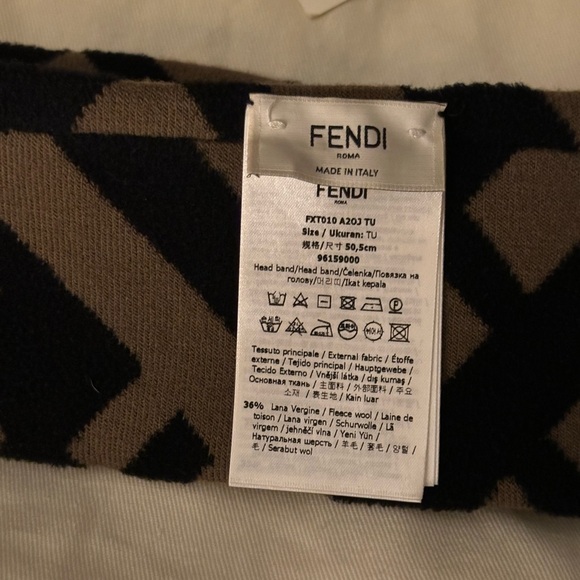 FENDI
ROMA
MADE IN ITALY
FENDI
ROMA
FXT010 A2OJ TU
Size / Ukuran: TU
规格/尺寸 50,5cm
96159000
Head band/Head band/Čelenka/Повязка на
голову/머리띠/Ikat kepala
Tessuto principale / External fabric / Étoffe
externe / Tejido principal / Hauptgewebe /
Tecido Externo / Vnější látka / dış kumaş /
Основная ткань / 主面料 / 外部面料 / 주요
소재 / 表生地 / Kain luar
36% Lana Vergine / Fleece wool / Laine de
toison / Lana virgen / Schurwolle / Lã
virgem / jehněčí vlna / Yeni Yün /
Натуральная шерсть / 羊毛 / 套毛 / 양털 /
毛 / Serabut wol